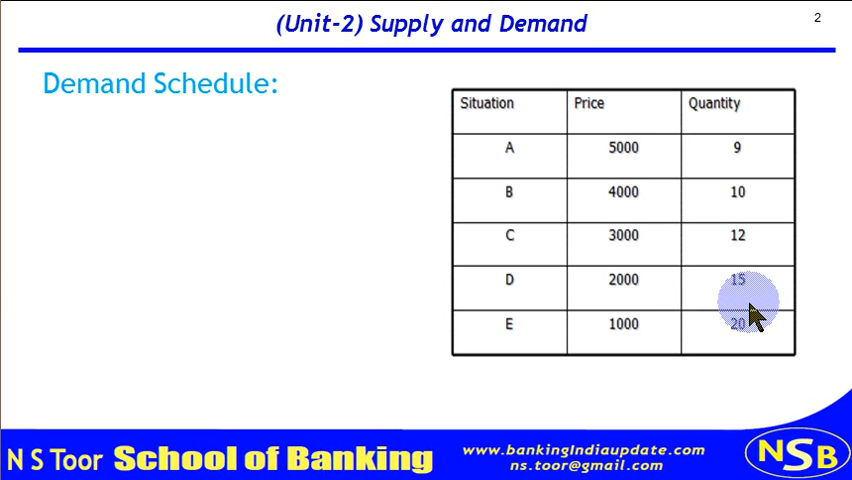 (Unit-2) Supply and Demand
2
Demand Schedule:
Situation Price Quantity
A 5000 9
B 4000 10
C 3000 12
D 2000 15
E 1000 20
N S Toor School of Banking
www.bankingIndiaupdate.com
ns.toor@gmail.com
NSB